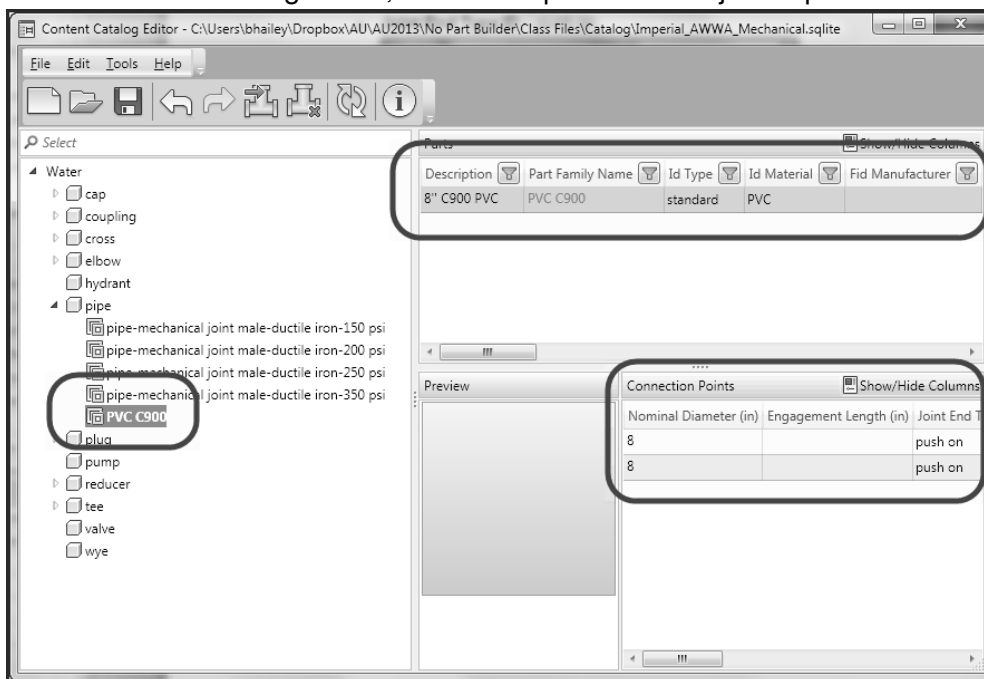 Content Catalog Editor - C:\Users\bhailey\Dropbox\AU\AU2013\No Part Builder\Class Files\Catalog\Imperial_AWWA_Mechanical.sqlite
File Edit Tools Help
Select
Water
cap
coupling
cross
elbow
hydrant
pipe
pipe-mechanical joint male-ductile iron-150 psi
pipe-mechanical joint male-ductile iron-200 psi
pipe-mechanical joint male-ductile iron-250 psi
pipe-mechanical joint male-ductile iron-350 psi
PVC C900
plug
pump
reducer
tee
valve
wye
Parts Show/Hide Columns
Description Part Family Name Id Type Id Material Fid Manufacturer
8" C900 PVC PVC C900 standard PVC
Preview
Connection Points Show/Hide Columns
Nominal Diameter (in) Engagement Length (in) Joint End T
8 push on
8 push on